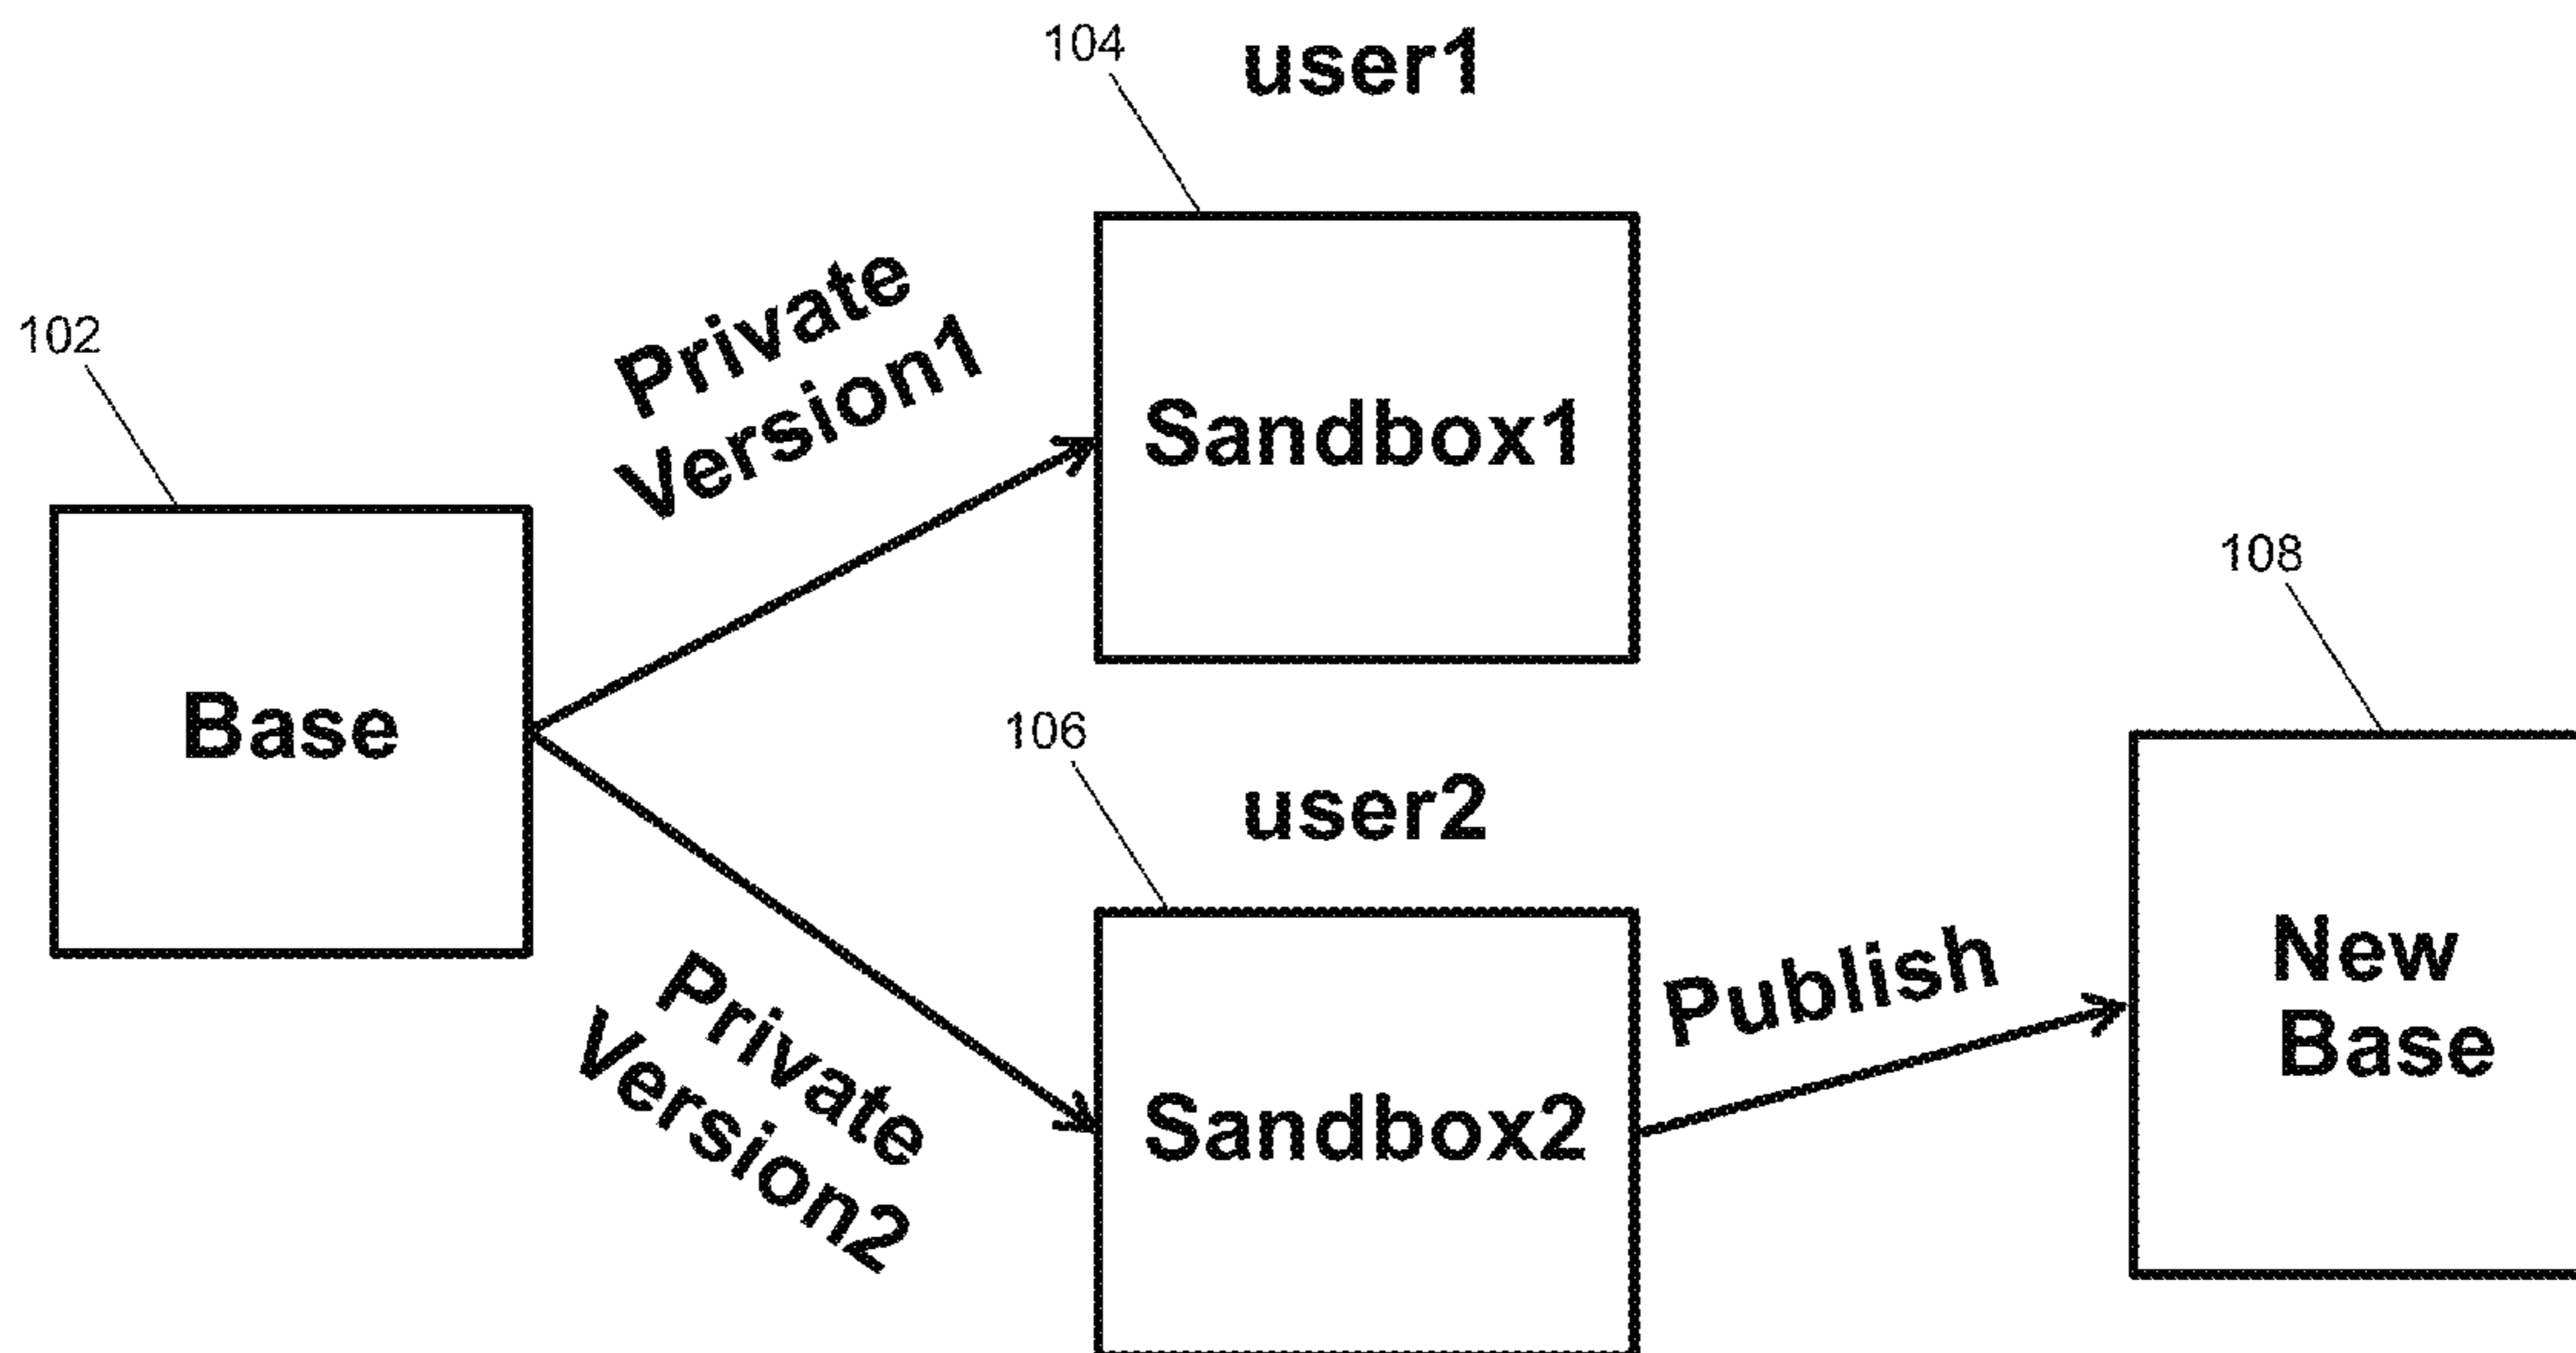 104
user1
Private
Version1
102
Sandbox1
108
Base
106
user2
New
Base
Publish
Private
Version2
Sandbox2